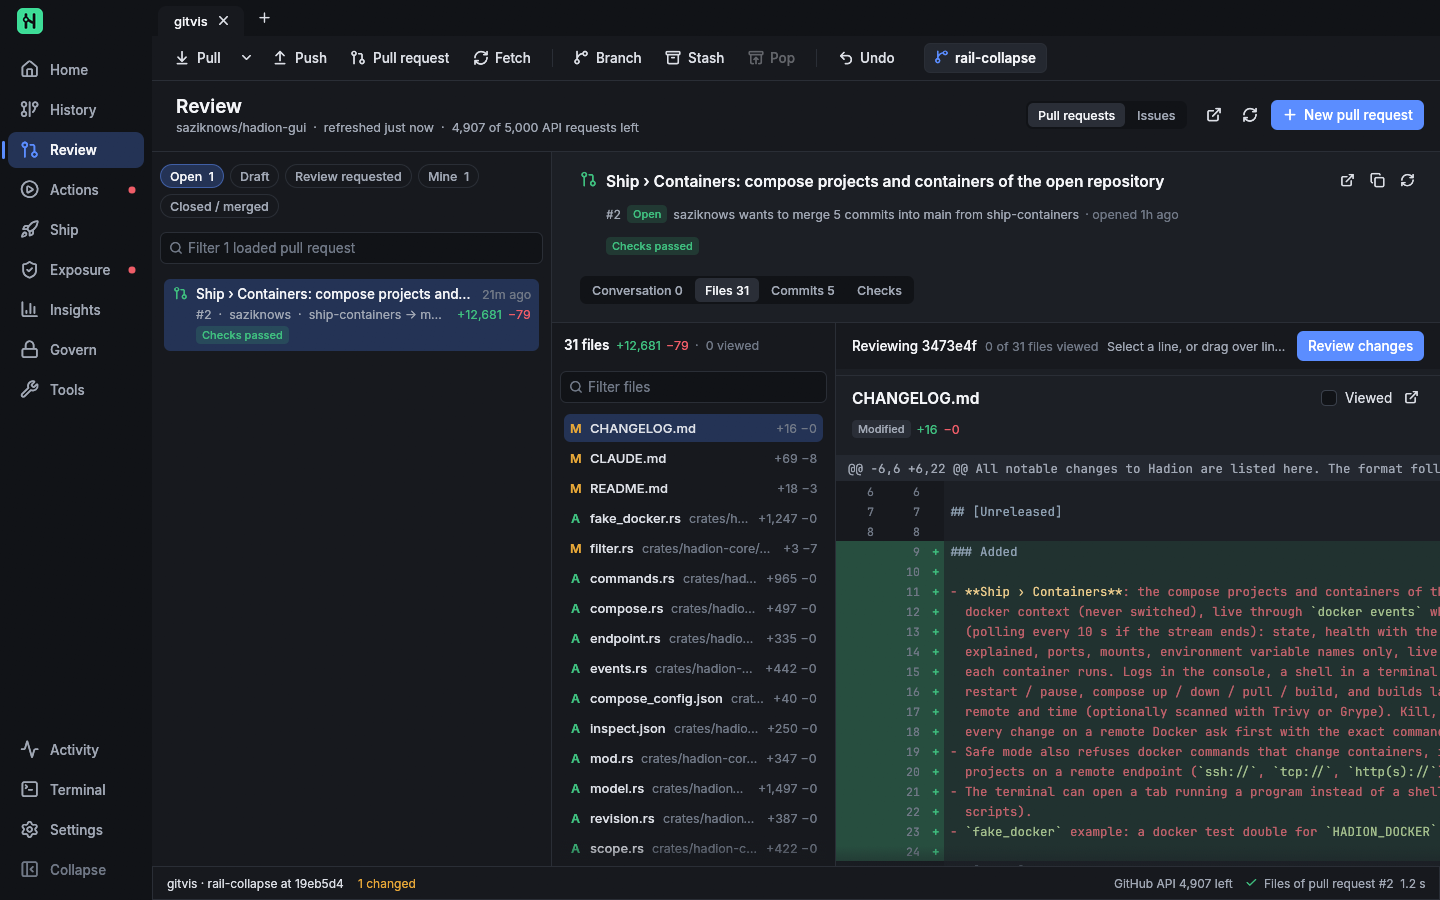 gitvis
Pull
Push
Pull request
Fetch
Branch
Stash
Pop
Undo
rail-collapse
Home
History
Review
Actions
Ship
Exposure
Insights
Govern
Tools
Activity
Terminal
Settings
Collapse
Review
saziknows/hadion-gui · refreshed just now · 4,907 of 5,000 API requests left
Pull requests Issues
New pull request
Open 1 Draft Review requested Mine 1
Closed / merged
Filter 1 loaded pull request
Ship › Containers: compose projects and... 21m ago
#2 · saziknows · ship-containers → m... +12,681 −79
Checks passed
Ship › Containers: compose projects and containers of the open repository
#2 Open saziknows wants to merge 5 commits into main from ship-containers · opened 1h ago
Checks passed
Conversation 0 Files 31 Commits 5 Checks
31 files +12,681 −79 · 0 viewed
Filter files
M CHANGELOG.md +16 −0
M CLAUDE.md +69 −8
M README.md +18 −3
A fake_docker.rs crates/h... +1,247 −0
M filter.rs crates/hadion-core/... +3 −7
A commands.rs crates/had... +965 −0
A compose.rs crates/hadio... +497 −0
A endpoint.rs crates/hadio... +335 −0
A events.rs crates/hadion-... +442 −0
A compose_config.json crat... +40 −0
A inspect.json crates/hadio... +250 −0
A mod.rs crates/hadion-cor... +347 −0
A model.rs crates/hadion... +1,497 −0
A revision.rs crates/hadion... +387 −0
A scope.rs crates/hadion-c... +422 −0
Reviewing 3473e4f 0 of 31 files viewed Select a line, or drag over lin... Review changes
CHANGELOG.md Viewed
Modified +16 −0
@@ -6,6 +6,22 @@ All notable changes to Hadion are listed here. The format foll
6 6
7 7 ## [Unreleased]
8 8
9 + ### Added
10 +
11 + - **Ship › Containers**: the compose projects and containers of th
12 + docker context (never switched), live through `docker events` wh
13 + (polling every 10 s if the stream ends): state, health with the
14 + explained, ports, mounts, environment variable names only, live
15 + each container runs. Logs in the console, a shell in a terminal
16 + restart / pause, compose up / down / pull / build, and builds la
17 + remote and time (optionally scanned with Trivy or Grype). Kill,
18 + every change on a remote Docker ask first with the exact comman
19 + - Safe mode also refuses docker commands that change containers,
20 + projects on a remote endpoint (`ssh://`, `tcp://`, `http(s)://`
21 + - The terminal can open a tab running a program instead of a shel
22 + scripts).
23 + - `fake_docker` example: a docker test double for `HADION_DOCKER`
24 +
gitvis · rail-collapse at 19eb5d4 1 changed
GitHub API 4,907 left Files of pull request #2 1.2 s